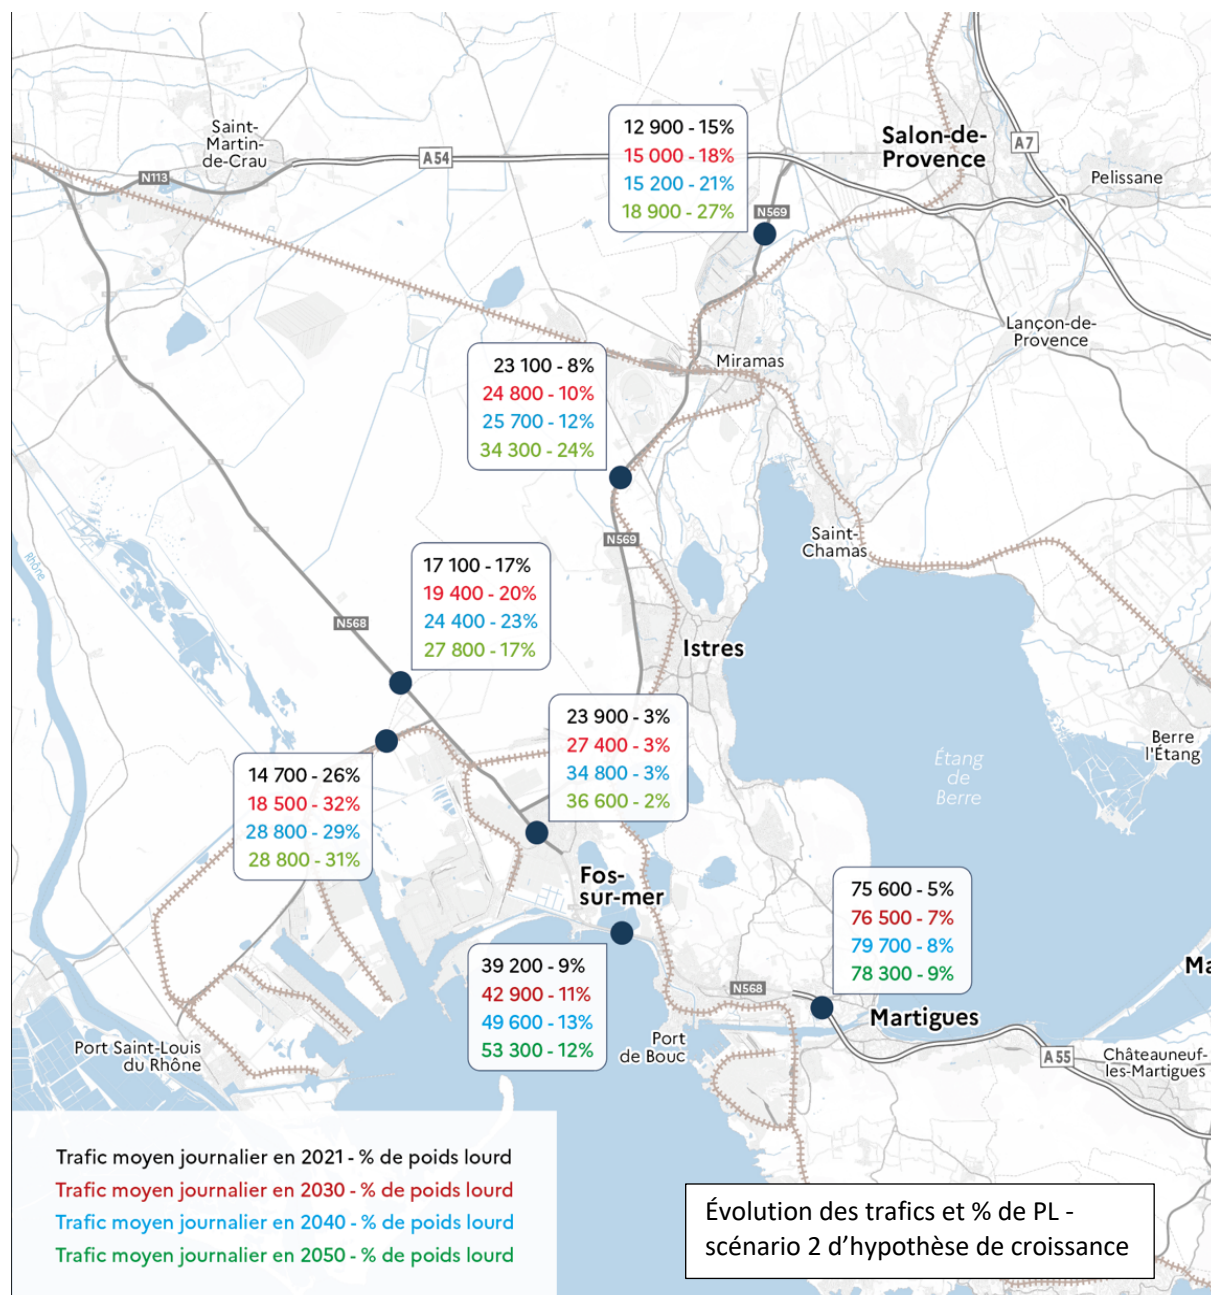 Saint-
Martin-
de-Crau
A 54
N113
12 900 - 15%
15 000 - 18%
15 200 - 21%
18 900 - 27%
N569
Salon-de-
Provence
A 7
Pelissane
Lançon-de-
Provence
Miramas
23 100 - 8%
24 800 - 10%
25 700 - 12%
34 300 - 24%
N569
Saint-
Chamas
Rhône
17 100 - 17%
19 400 - 20%
24 400 - 23%
27 800 - 17%
N568
Istres
23 900 - 3%
27 400 - 3%
34 800 - 3%
36 600 - 2%
Étang
de
Berre
Berre
l'Étang
14 700 - 26%
18 500 - 32%
28 800 - 29%
28 800 - 31%
Fos-
sur-mer
75 600 - 5%
76 500 - 7%
79 700 - 8%
78 300 - 9%
Ma
39 200 - 9%
42 900 - 11%
49 600 - 13%
53 300 - 12%
N568
Martigues
Port
de Bouc
A 55
Châteauneuf-
les-Martigues
Port Saint-Louis
du Rhône
Trafic moyen journalier en 2021 - % de poids lourd
Trafic moyen journalier en 2030 - % de poids lourd
Trafic moyen journalier en 2040 - % de poids lourd
Trafic moyen journalier en 2050 - % de poids lourd
Évolution des trafics et % de PL -
scénario 2 d’hypothèse de croissance